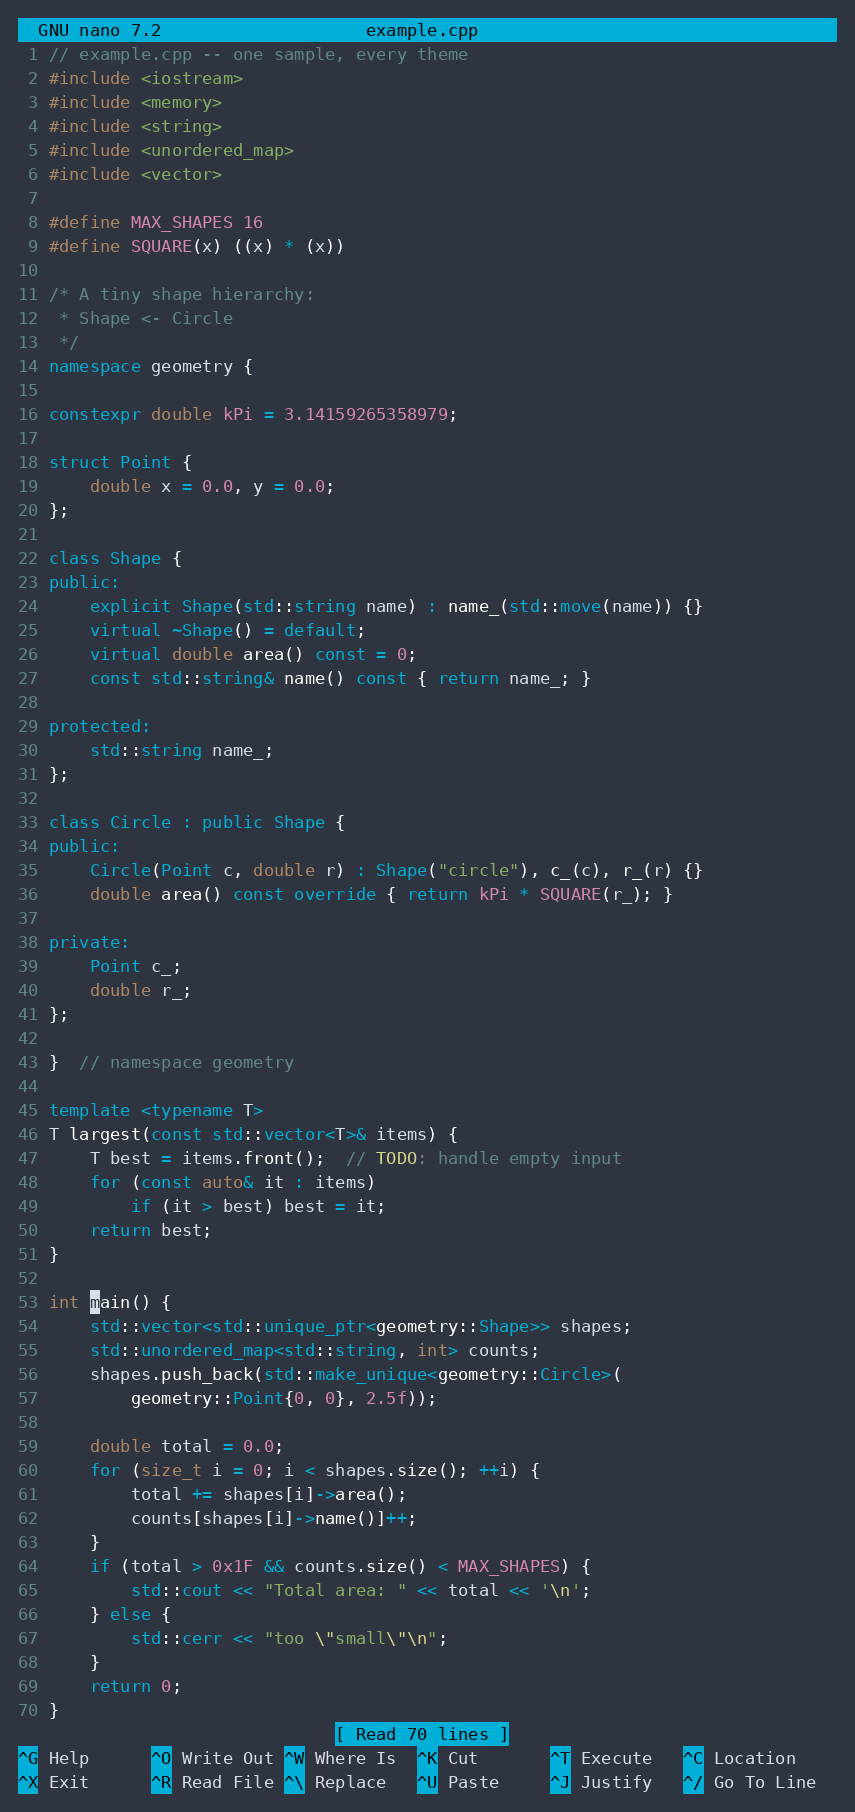 GNU nano 7.2                    example.cpp
 1 // example.cpp -- one sample, every theme
 2 #include <iostream>
 3 #include <memory>
 4 #include <string>
 5 #include <unordered_map>
 6 #include <vector>
 7
 8 #define MAX_SHAPES 16
 9 #define SQUARE(x) ((x) * (x))
10
11 /* A tiny shape hierarchy:
12  * Shape <- Circle
13  */
14 namespace geometry {
15
16 constexpr double kPi = 3.14159265358979;
17
18 struct Point {
19     double x = 0.0, y = 0.0;
20 };
21
22 class Shape {
23 public:
24     explicit Shape(std::string name) : name_(std::move(name)) {}
25     virtual ~Shape() = default;
26     virtual double area() const = 0;
27     const std::string& name() const { return name_; }
28
29 protected:
30     std::string name_;
31 };
32
33 class Circle : public Shape {
34 public:
35     Circle(Point c, double r) : Shape("circle"), c_(c), r_(r) {}
36     double area() const override { return kPi * SQUARE(r_); }
37
38 private:
39     Point c_;
40     double r_;
41 };
42
43 }  // namespace geometry
44
45 template <typename T>
46 T largest(const std::vector<T>& items) {
47     T best = items.front();  // TODO: handle empty input
48     for (const auto& it : items)
49         if (it > best) best = it;
50     return best;
51 }
52
53 int main() {
54     std::vector<std::unique_ptr<geometry::Shape>> shapes;
55     std::unordered_map<std::string, int> counts;
56     shapes.push_back(std::make_unique<geometry::Circle>(
57         geometry::Point{0, 0}, 2.5f));
58
59     double total = 0.0;
60     for (size_t i = 0; i < shapes.size(); ++i) {
61         total += shapes[i]->area();
62         counts[shapes[i]->name()]++;
63     }
64     if (total > 0x1F && counts.size() < MAX_SHAPES) {
65         std::cout << "Total area: " << total << '\n';
66     } else {
67         std::cerr << "too \"small\"\n";
68     }
69     return 0;
70 }
[ Read 70 lines ]
^G Help      ^O Write Out ^W Where Is  ^K Cut       ^T Execute   ^C Location
^X Exit      ^R Read File ^\ Replace   ^U Paste     ^J Justify   ^/ Go To Line